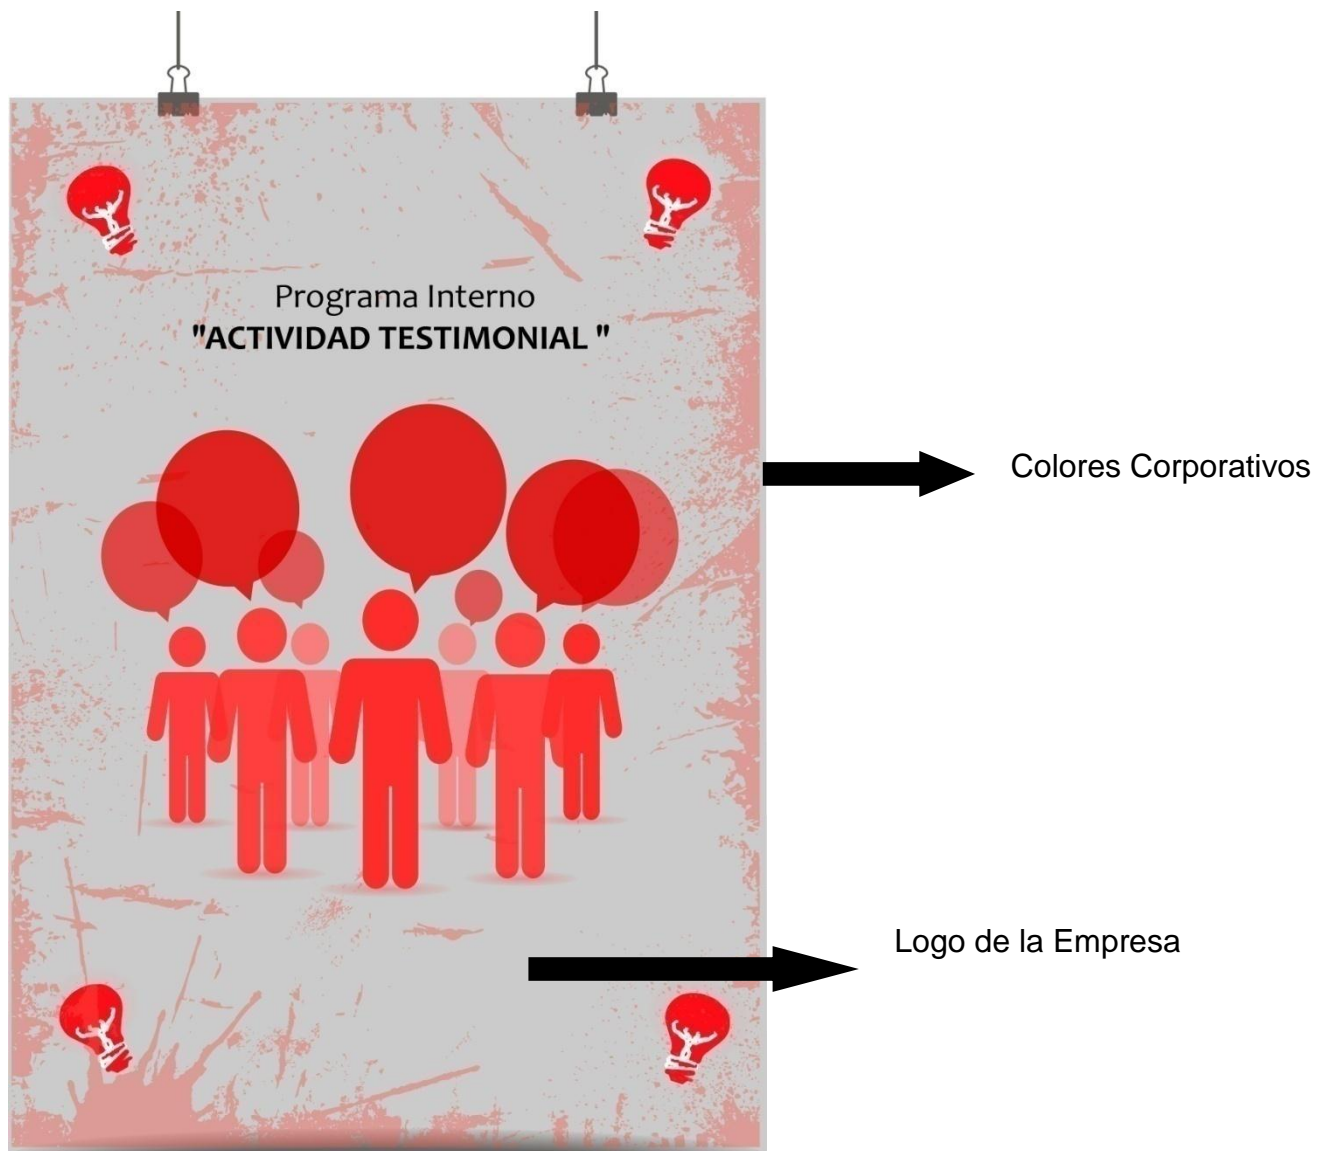 Programa Interno
"ACTIVIDAD TESTIMONIAL "
Colores Corporativos
Logo de la Empresa